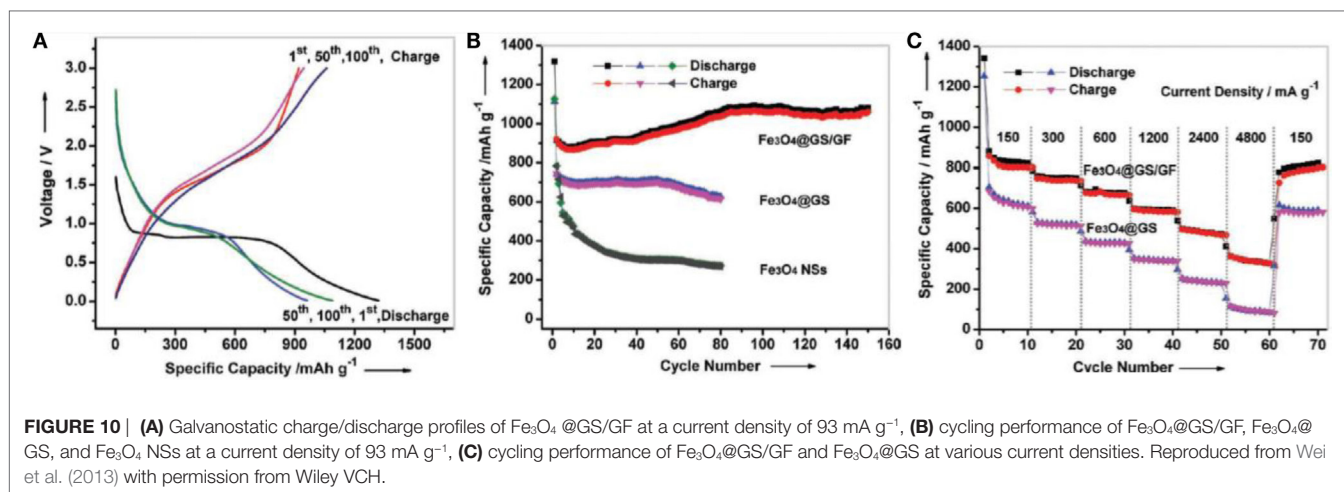 A
1st, 50th, 100th, Charge
3.0
2.5
2.0
1.5
1.0
0.5
0.0
Voltage / V
50th, 100th, 1st,Discharge
0 300 600 900 1200 1500
Specific Capacity /mAh g-1
B
1400
1200
1000
800
600
400
200
0
Specific Capacity /mAh g-1
Discharge
Charge
Fe3O4@GS/GF
Fe3O4@GS
Fe3O4 NSs
0 20 40 60 80 100 120 140 160
Cycle Number
C
1400
1200
1000
800
600
400
200
0
Specific Capacity / mAh g-1
Discharge
Charge
Current Density / mA g-1
150 300 600 1200 2400 4800 150
Fe3O4@GS/GF
Fe3O4@GS
0 10 20 30 40 50 60 70
Cycle Number
FIGURE 10 | (A) Galvanostatic charge/discharge profiles of Fe3O4 @GS/GF at a current density of 93 mA g−1, (B) cycling performance of Fe3O4@GS/GF, Fe3O4@
GS, and Fe3O4 NSs at a current density of 93 mA g−1, (C) cycling performance of Fe3O4@GS/GF and Fe3O4@GS at various current densities. Reproduced from Wei
et al. (2013) with permission from Wiley VCH.